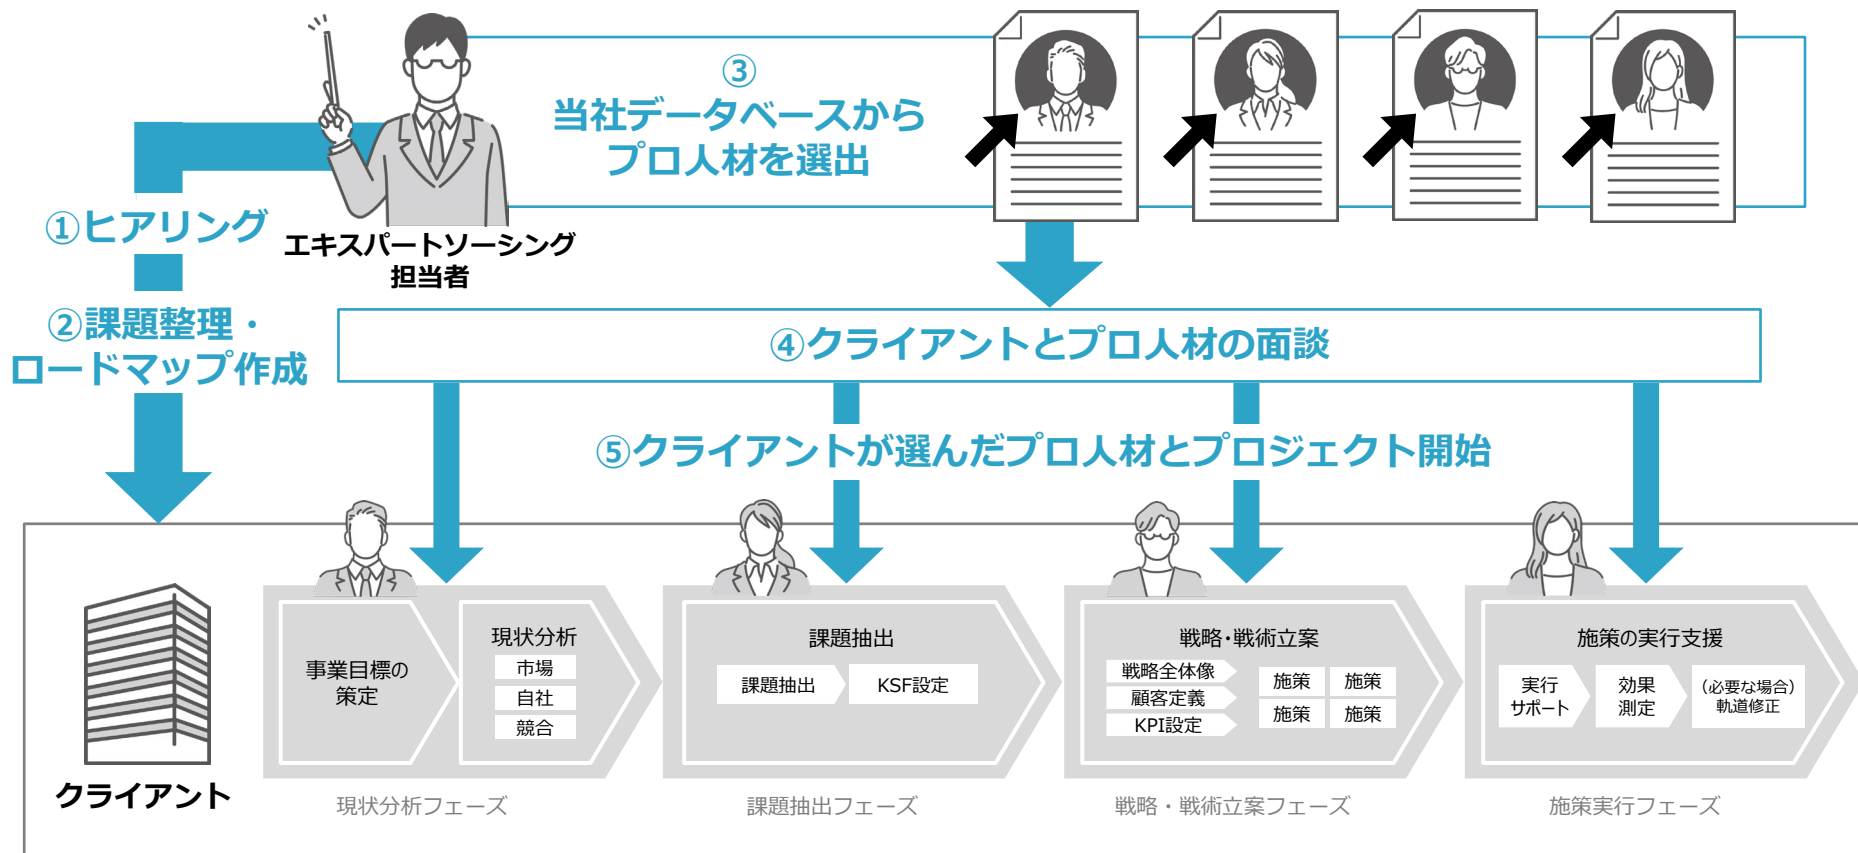 ③
当社データベースから
プロ人材を選出
①ヒアリング
エキスパートソーシング
担当者
②課題整理・
ロードマップ作成
④クライアントとプロ人材の面談
⑤クライアントが選んだプロ人材とプロジェクト開始
クライアント
事業目標の
策定
現状分析
市場
自社
競合
現状分析フェーズ
課題抽出
課題抽出
KSF設定
課題抽出フェーズ
戦略・戦術立案
戦略全体像
顧客定義
KPI設定
施策
施策
施策
施策
戦略・戦術立案フェーズ
施策の実行支援
実行
サポート
効果
測定
（必要な場合）
軌道修正
施策実行フェーズ